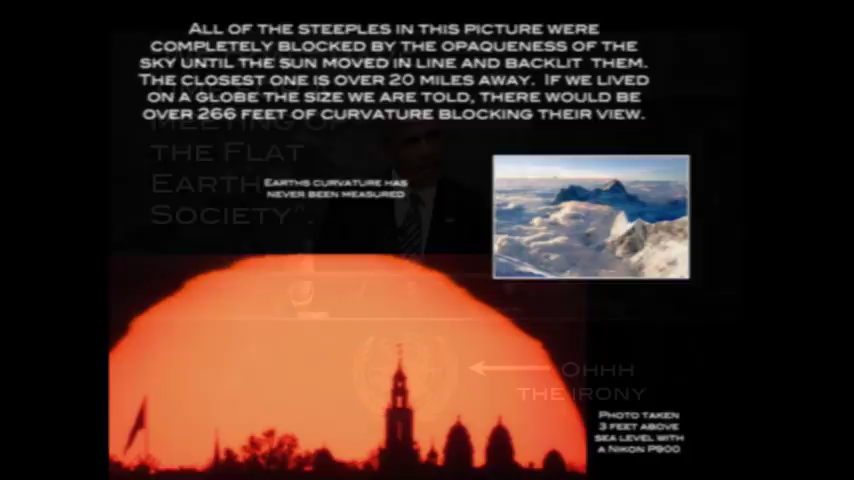 All of the steeples in this picture were
completely blocked by the opaqueness of the
sky until the sun moved in line and backlit them.
The closest one is over 20 miles away. If we lived
on a globe the size we are told, there would be
over 266 feet of curvature blocking their view.
meeting of
the Flat
Earth
Society".
Earths curvature has
never been measured
Ohhh
the irony
Photo taken
3 feet above
sea level with
a Nikon P900